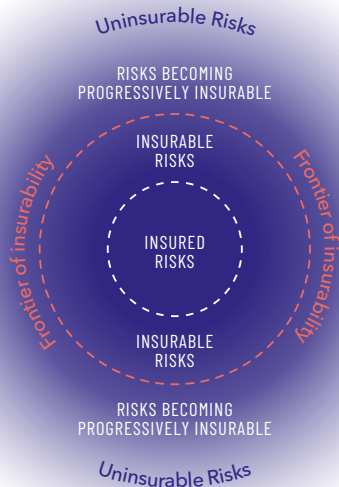 Uninsurable Risks
RISKS BECOMING
PROGRESSIVELY INSURABLE
INSURABLE
RISKS
Frontier of insurability
Frontier of insurability
INSURED
RISKS
INSURABLE
RISKS
RISKS BECOMING
PROGRESSIVELY INSURABLE
Uninsurable Risks